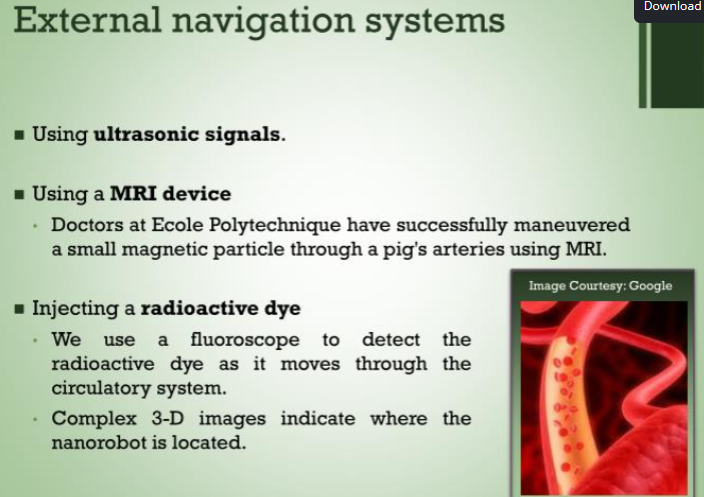 Download
External navigation systems
Using ultrasonic signals.
Using a MRI device
Doctors at Ecole Polytechnique have successfully maneuvered
a small magnetic particle through a pig's arteries using MRI.
Injecting a radioactive dye
We use a fluoroscope to detect the
radioactive dye as it moves through the
circulatory system.
Complex 3-D images indicate where the
nanorobot is located.
Image Courtesy: Google